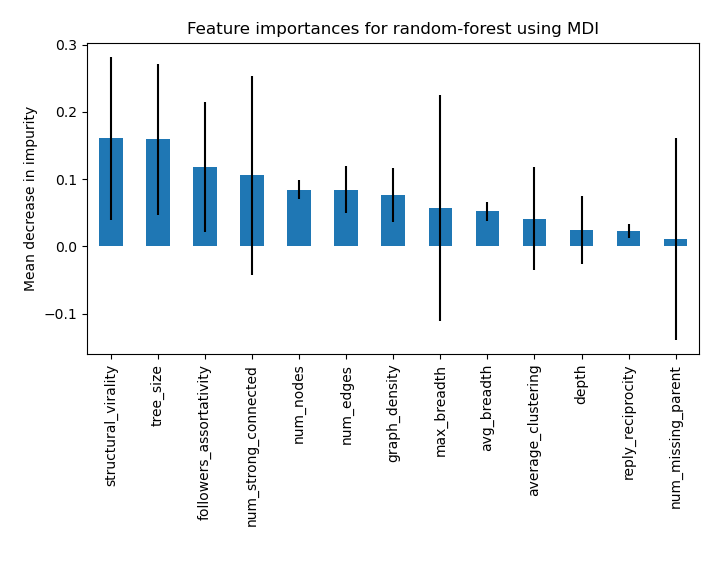 Feature importances for random-forest using MDI
Mean decrease in impurity
0.3
0.2
0.1
0.0
−0.1
structural_virality
tree_size
followers_assortativity
num_strong_connected
num_nodes
num_edges
graph_density
max_breadth
avg_breadth
average_clustering
depth
reply_reciprocity
num_missing_parent